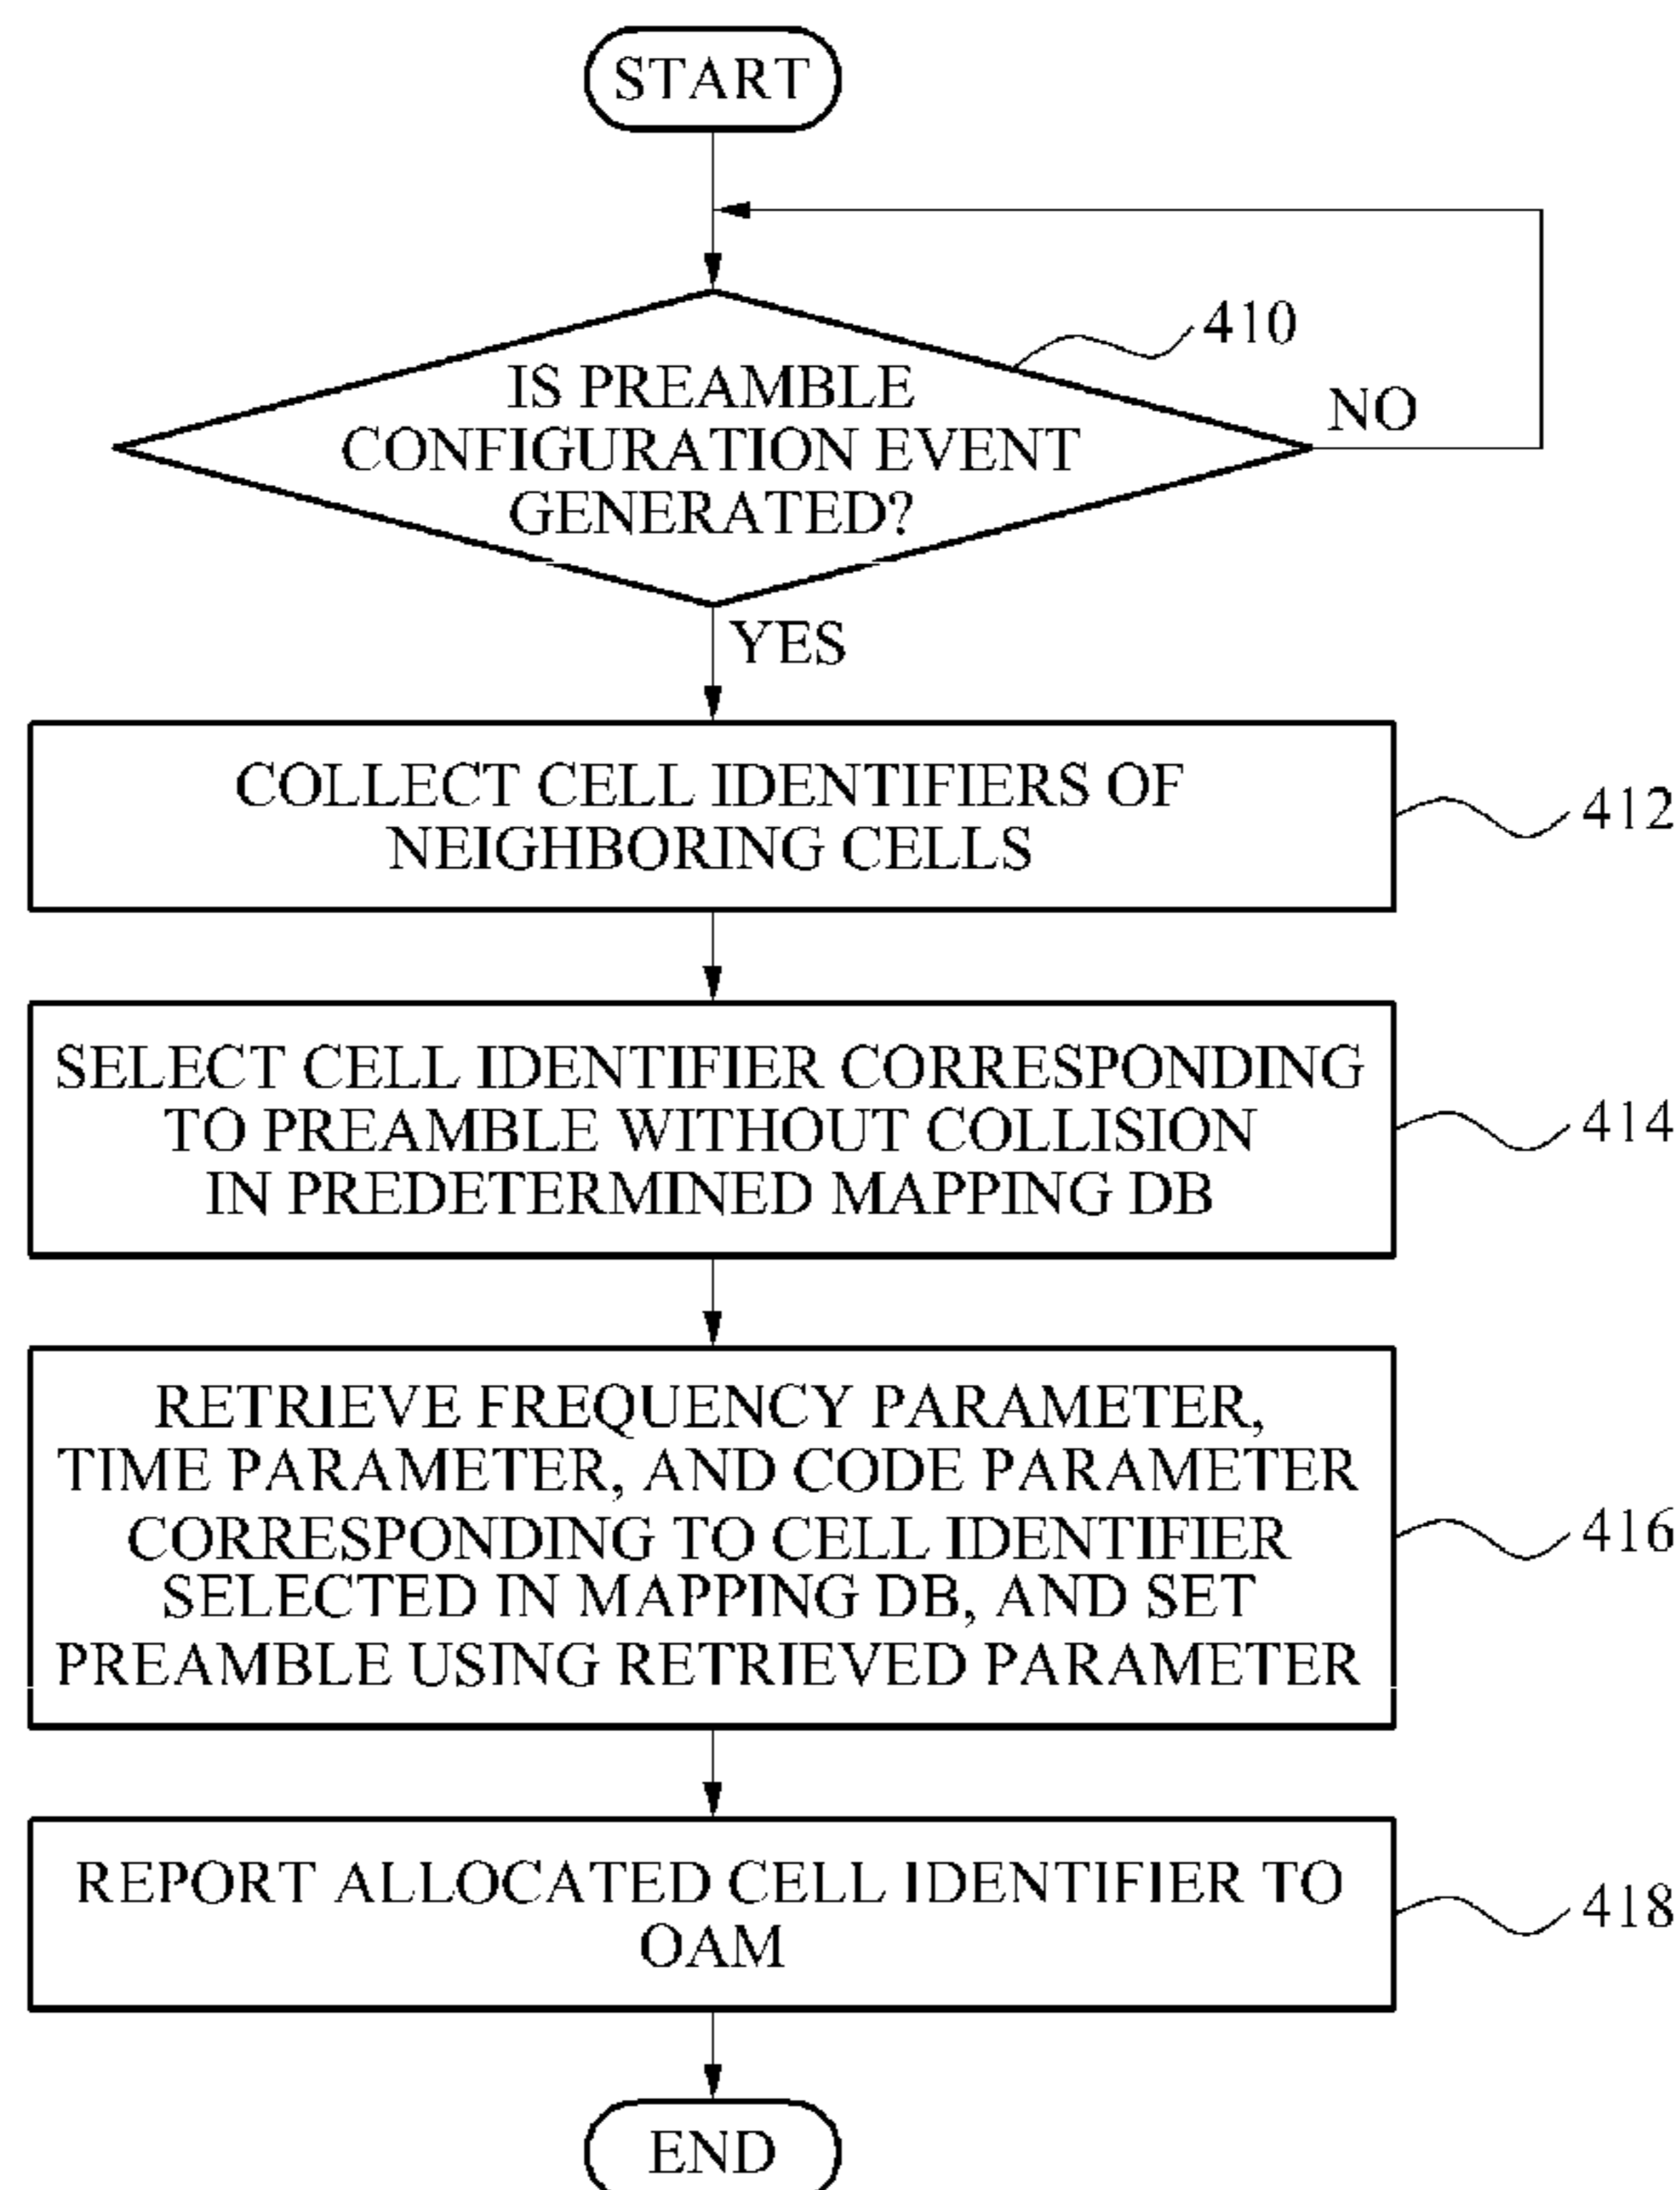 START
410
IS PREAMBLE
CONFIGURATION EVENT
GENERATED?
NO
YES
COLLECT CELL IDENTIFIERS OF
NEIGHBORING CELLS
412
SELECT CELL IDENTIFIER CORRESPONDING
TO PREAMBLE WITHOUT COLLISION
IN PREDETERMINED MAPPING DB
414
RETRIEVE FREQUENCY PARAMETER,
TIME PARAMETER, AND CODE PARAMETER
CORRESPONDING TO CELL IDENTIFIER
SELECTED IN MAPPING DB, AND SET
PREAMBLE USING RETRIEVED PARAMETER
416
REPORT ALLOCATED CELL IDENTIFIER TO
OAM
418
END